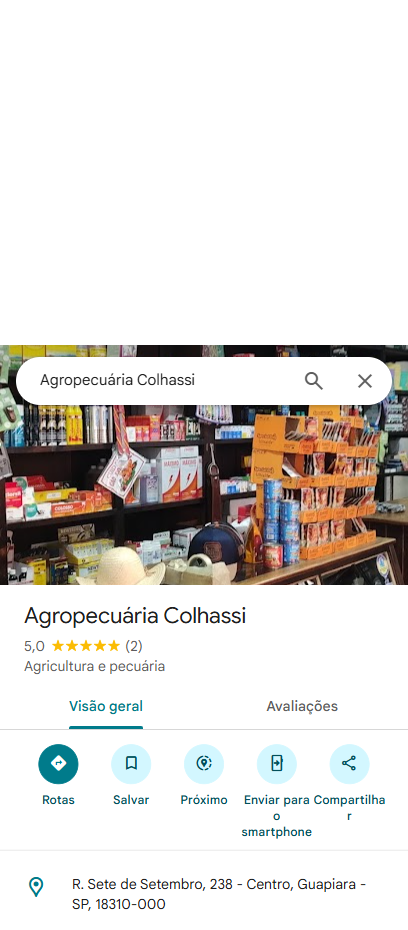 Agropecuária Colhassi
Agropecuária Colhassi
5,0 ★★★★★ (2)
Agricultura e pecuária
Visão geral
Avaliações
Rotas
Salvar
Próximo
Enviar para
o
smartphone
Compartilha
r
R. Sete de Setembro, 238 - Centro, Guapiara -
SP, 18310-000